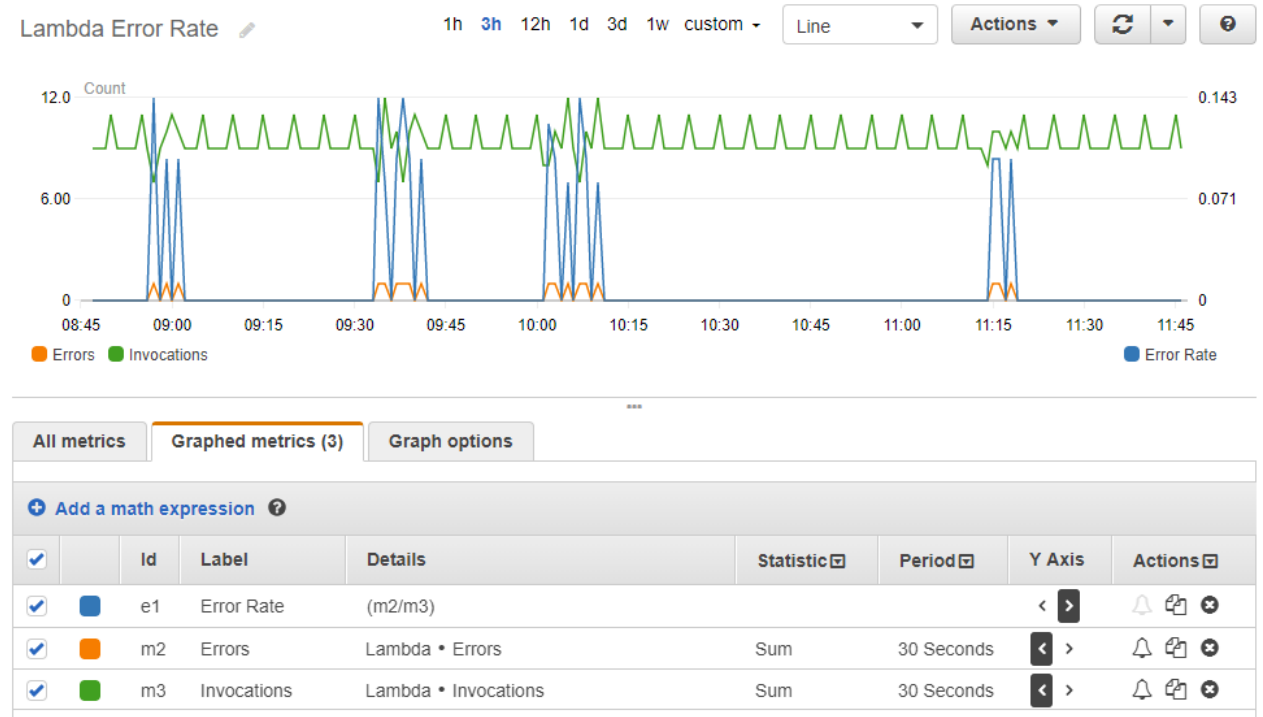 Lambda Error Rate 1h 3h 12h 1d 3d 1w custom Line Actions
Count
12.0 0.143
6.00 0.071
0 0
08:45 09:00 09:15 09:30 09:45 10:00 10:15 10:30 10:45 11:00 11:15 11:30 11:45
Errors Invocations Error Rate
All metrics Graphed metrics (3) Graph options
Add a math expression
Id Label Details Statistic Period Y Axis Actions
e1 Error Rate (m2/m3)
m2 Errors Lambda • Errors Sum 30 Seconds
m3 Invocations Lambda • Invocations Sum 30 Seconds